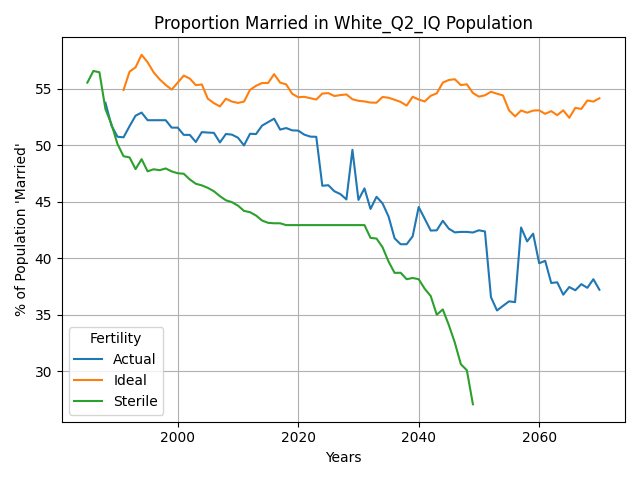 Proportion Married in White_Q2_IQ Population
% of Population 'Married'
55
50
45
40
35
30
Fertility
Actual
Ideal
Sterile
2000 2020 2040 2060
Years